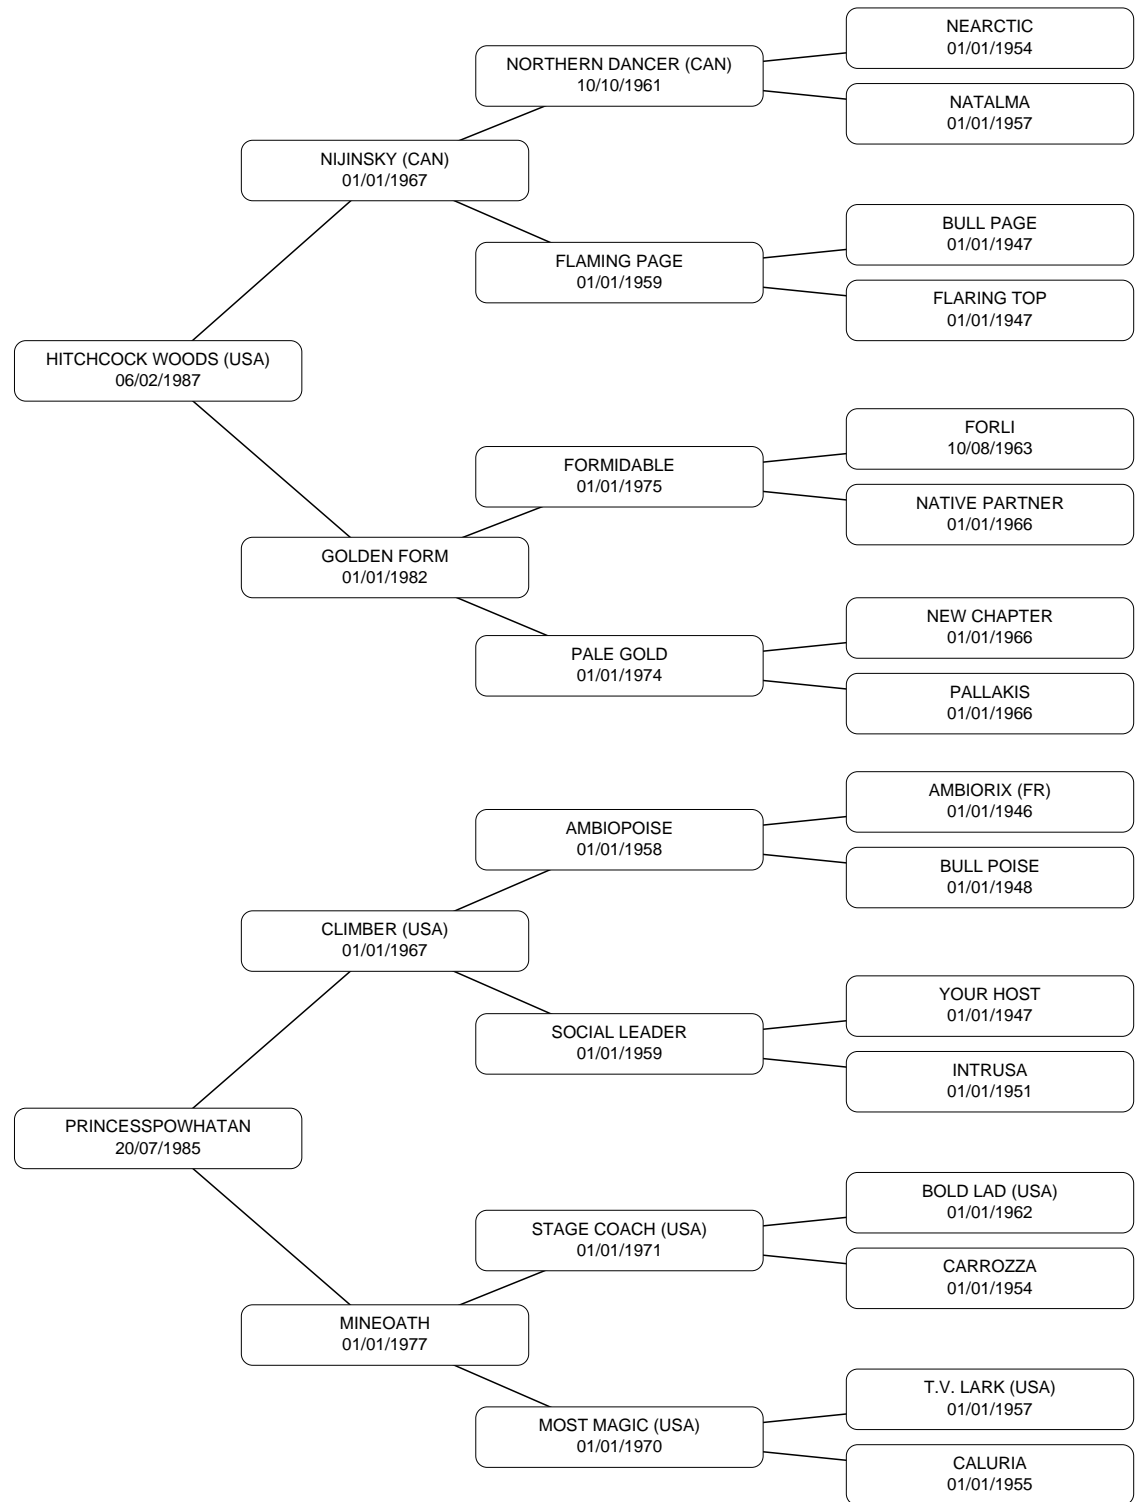 NEARCTIC
01/01/1954
NORTHERN DANCER (CAN)
10/10/1961
NATALMA
01/01/1957
NIJINSKY (CAN)
01/01/1967
BULL PAGE
01/01/1947
FLAMING PAGE
01/01/1959
FLARING TOP
01/01/1947
HITCHCOCK WOODS (USA)
06/02/1987
FORLI
10/08/1963
FORMIDABLE
01/01/1975
NATIVE PARTNER
01/01/1966
GOLDEN FORM
01/01/1982
NEW CHAPTER
01/01/1966
PALE GOLD
01/01/1974
PALLAKIS
01/01/1966
AMBIORIX (FR)
01/01/1946
AMBIOPOISE
01/01/1958
BULL POISE
01/01/1948
CLIMBER (USA)
01/01/1967
YOUR HOST
01/01/1947
SOCIAL LEADER
01/01/1959
INTRUSA
01/01/1951
PRINCESSPOWHATAN
20/07/1985
BOLD LAD (USA)
01/01/1962
STAGE COACH (USA)
01/01/1971
CARROZZA
01/01/1954
MINEOATH
01/01/1977
T.V. LARK (USA)
01/01/1957
MOST MAGIC (USA)
01/01/1970
CALURIA
01/01/1955